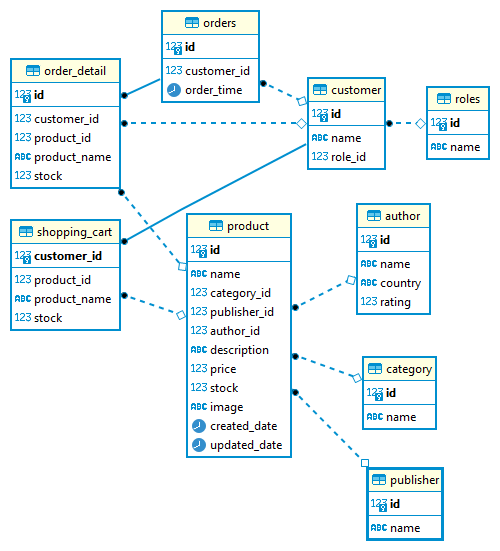 orders
123 id
123 customer_id
order_time
order_detail
123 id
123 customer_id
123 product_id
ABC product_name
123 stock
customer
123 id
ABC name
123 role_id
roles
123 id
ABC name
shopping_cart
123 customer_id
123 product_id
ABC product_name
123 stock
product
123 id
ABC name
123 category_id
123 publisher_id
123 author_id
ABC description
123 price
123 stock
ABC image
created_date
updated_date
author
123 id
ABC name
ABC country
123 rating
category
123 id
ABC name
publisher
123 id
ABC name